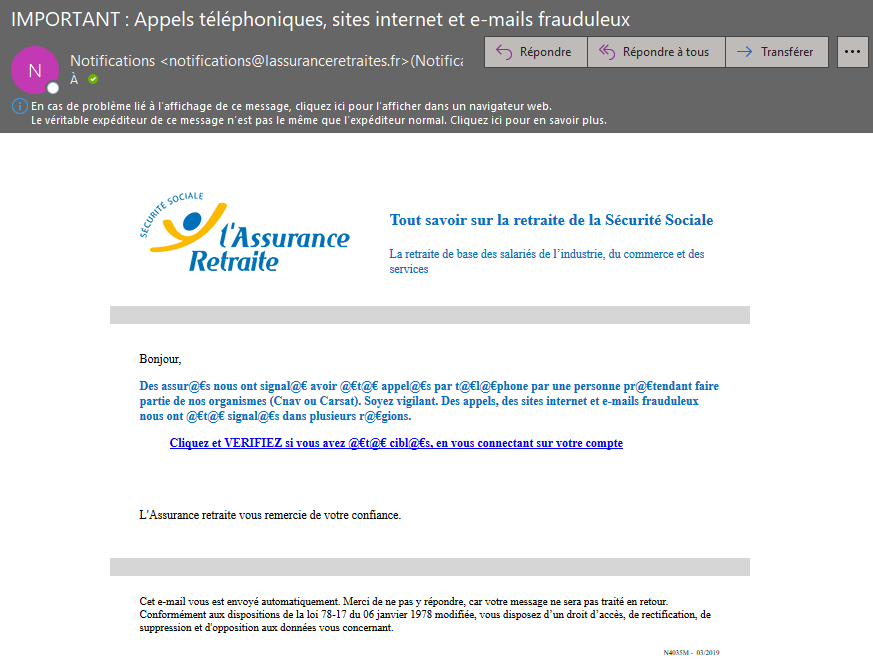 IMPORTANT : Appels téléphoniques, sites internet et e-mails frauduleux
N
Notifications <notifications@lassuranceretraites.fr>(Notifica
À
Répondre
Répondre à tous
Transférer
En cas de problème lié à l'affichage de ce message, cliquez ici pour l'afficher dans un navigateur web.
Le véritable expéditeur de ce message n'est pas le même que l'expéditeur normal. Cliquez ici pour en savoir plus.
SÉCURITÉ SOCIALE
l'Assurance
Retraite
Tout savoir sur la retraite de la Sécurité Sociale
La retraite de base des salariés de l'industrie, du commerce et des
services
Bonjour,
Des assur@€s nous ont signal@€ avoir @€t@€ appel@€s par t@€l@€phone par une personne pr@€tendant faire
partie de nos organismes (Cnav ou Carsat). Soyez vigilant. Des appels, des sites internet et e-mails frauduleux
nous ont @€t@€ signal@€s dans plusieurs r@€gions.
Cliquez et VERIFIEZ si vous avez @€t@€ cibl@€s, en vous connectant sur votre compte
L'Assurance retraite vous remercie de votre confiance.
Cet e-mail vous est envoyé automatiquement. Merci de ne pas y répondre, car votre message ne sera pas traité en retour.
Conformément aux dispositions de la loi 78-17 du 06 janvier 1978 modifiée, vous disposez d'un droit d'accès, de rectification, de
suppression et d'opposition aux données vous concernant.
N4035M - 03/2019